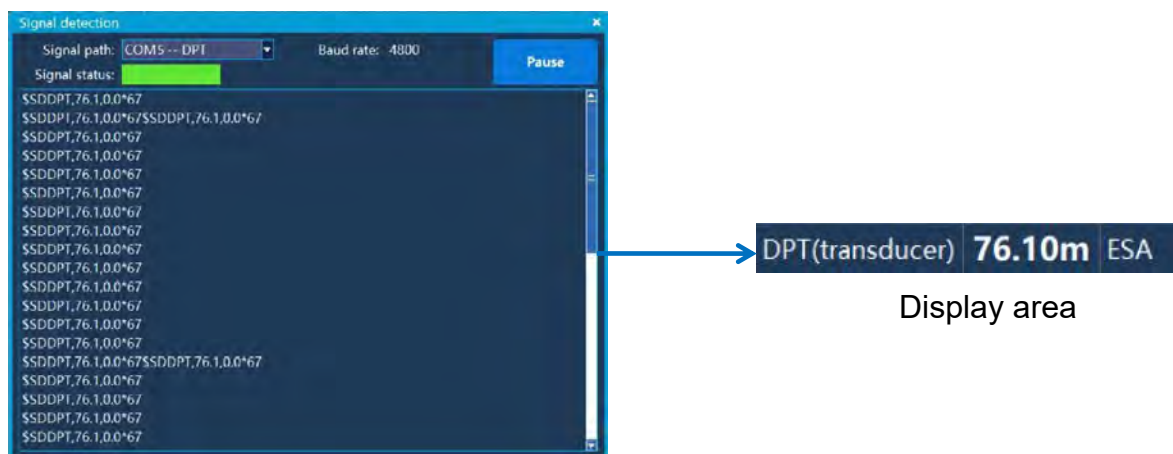 Signal detection ×
Signal path: COM5 -- DPT Baud rate: 4800 Pause
Signal status:
$SDDPT,76.1,0.0*67
$SDDPT,76.1,0.0*67$SDDPT,76.1,0.0*67
$SDDPT,76.1,0.0*67
$SDDPT,76.1,0.0*67
$SDDPT,76.1,0.0*67
$SDDPT,76.1,0.0*67
$SDDPT,76.1,0.0*67
$SDDPT,76.1,0.0*67
$SDDPT,76.1,0.0*67
$SDDPT,76.1,0.0*67
$SDDPT,76.1,0.0*67
$SDDPT,76.1,0.0*67
$SDDPT,76.1,0.0*67
$SDDPT,76.1,0.0*67
$SDDPT,76.1,0.0*67$SDDPT,76.1,0.0*67
$SDDPT,76.1,0.0*67
$SDDPT,76.1,0.0*67
$SDDPT,76.1,0.0*67
$SDDPT,76.1,0.0*67
DPT(transducer) 76.10m ESA
Display area